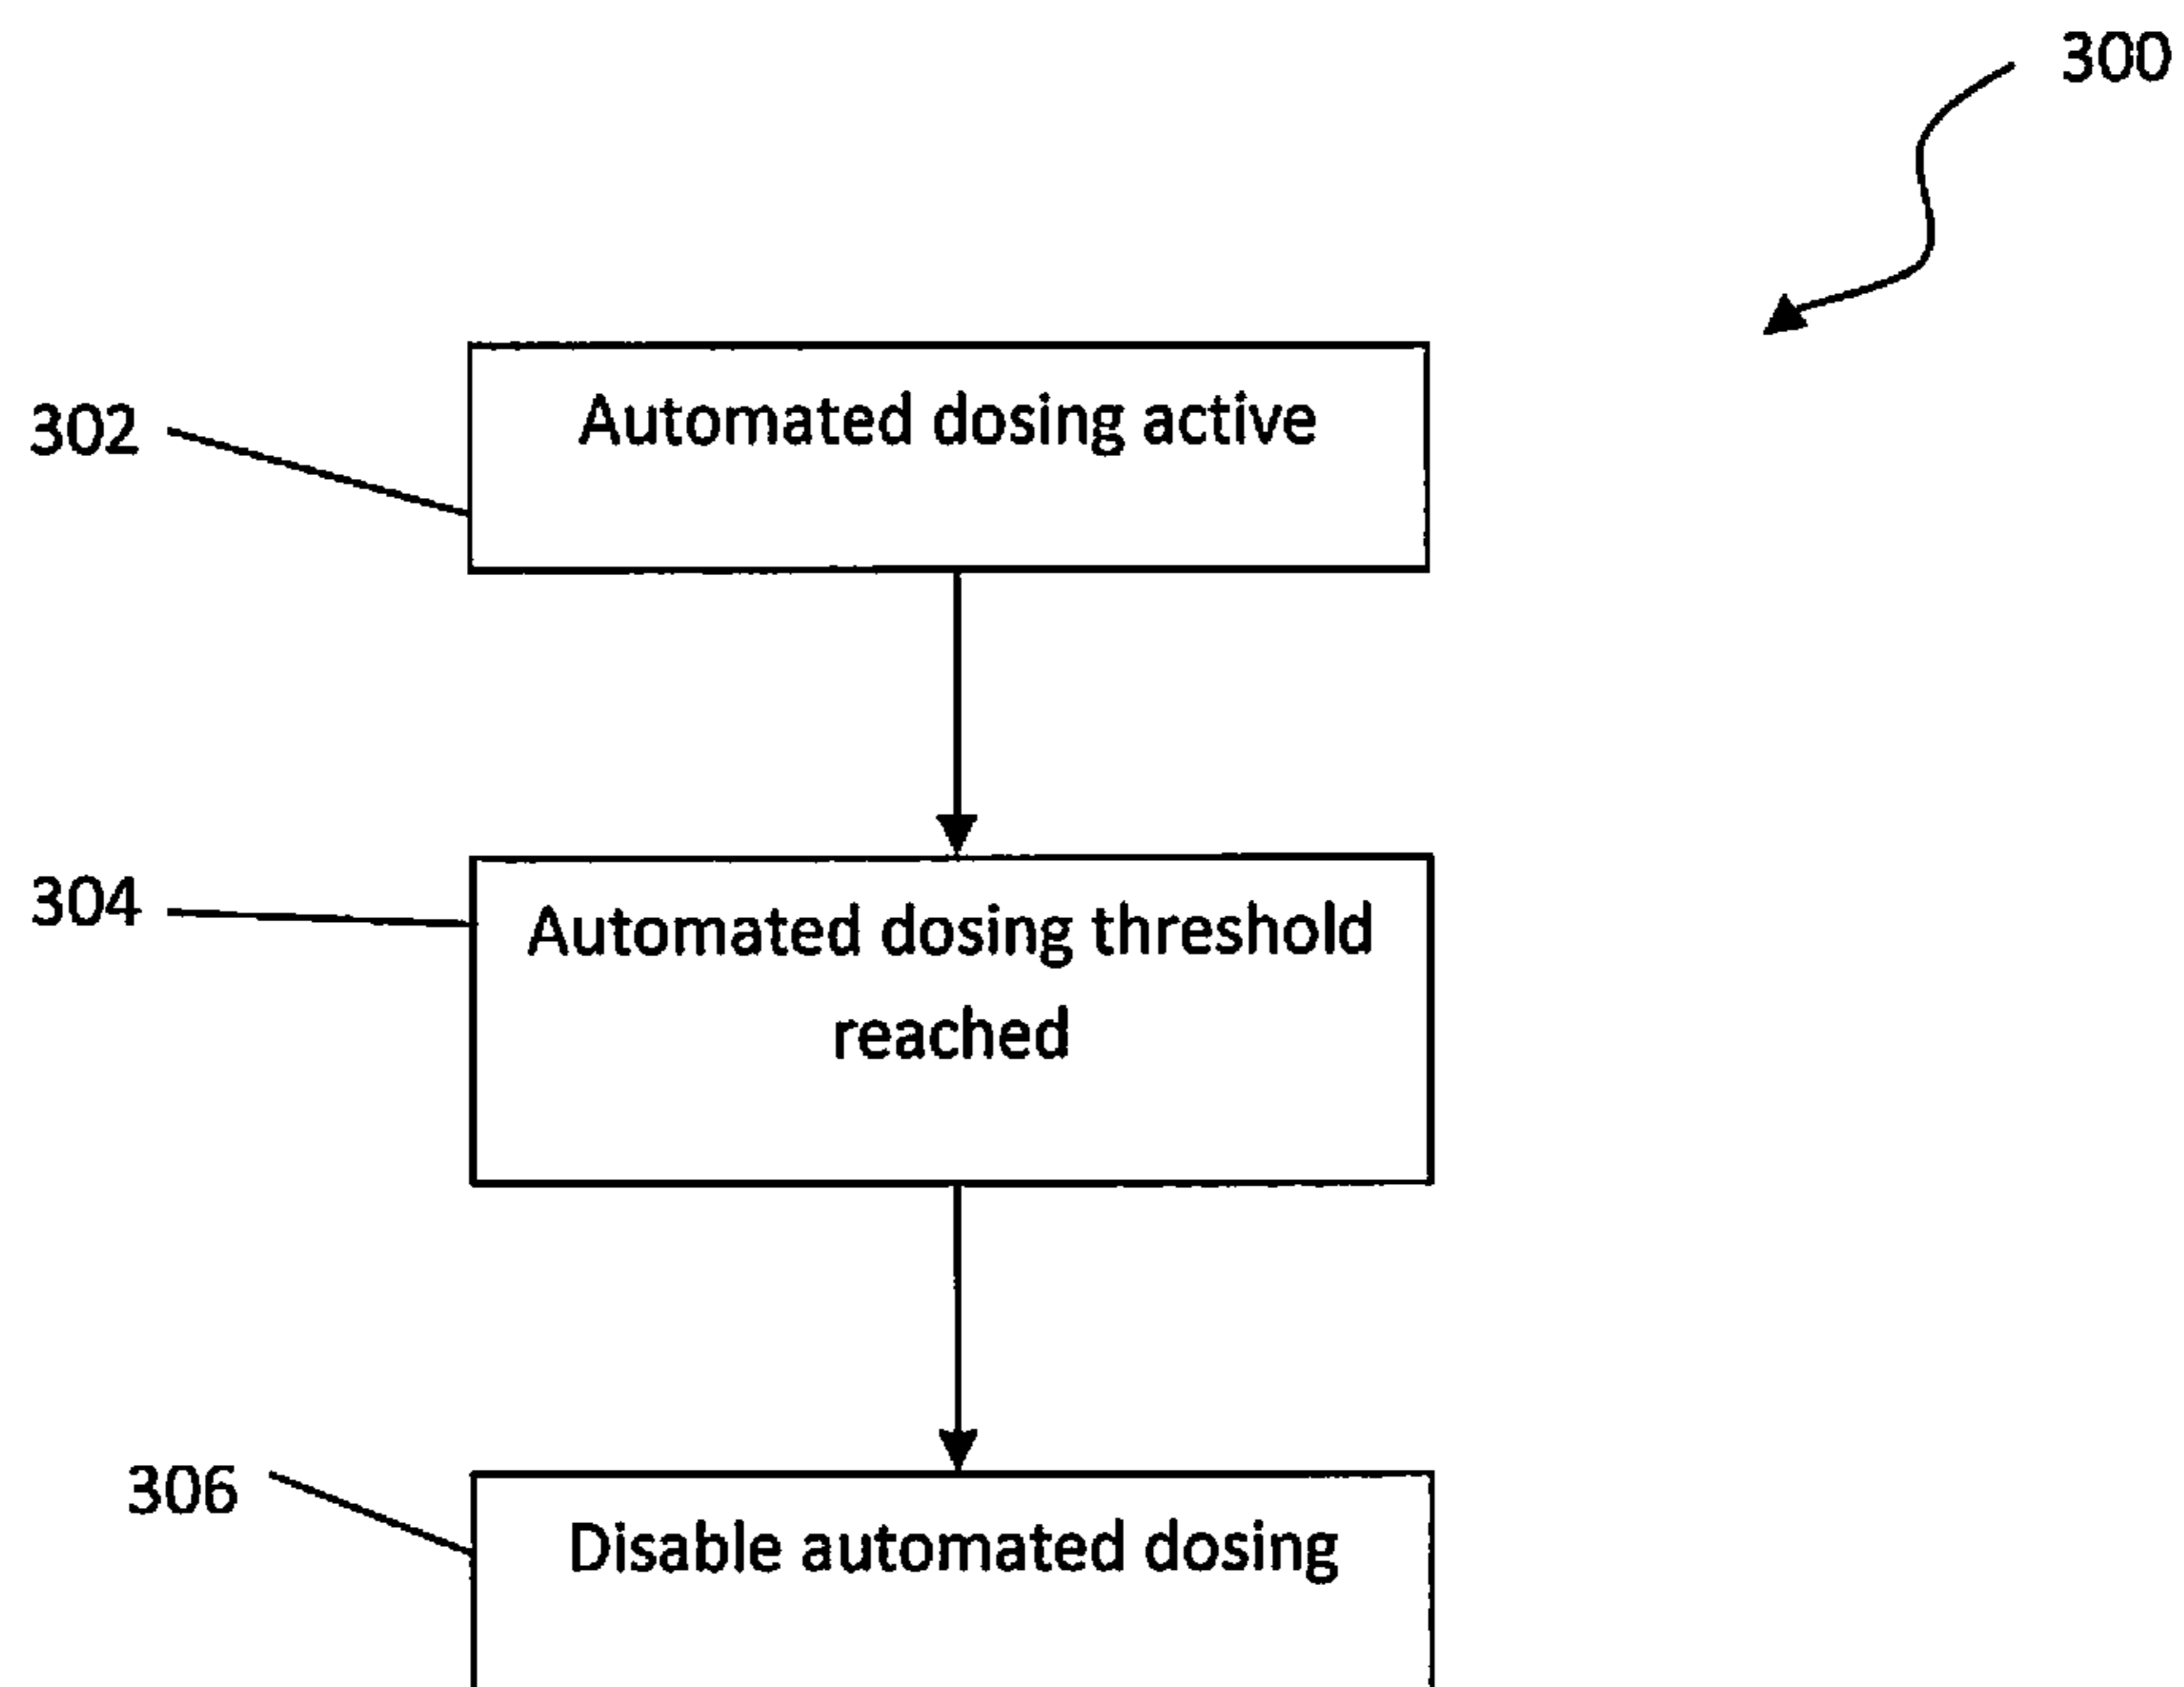 300
302
Automated dosing active
304
Automated dosing threshold
reached
306
Disable automated dosing